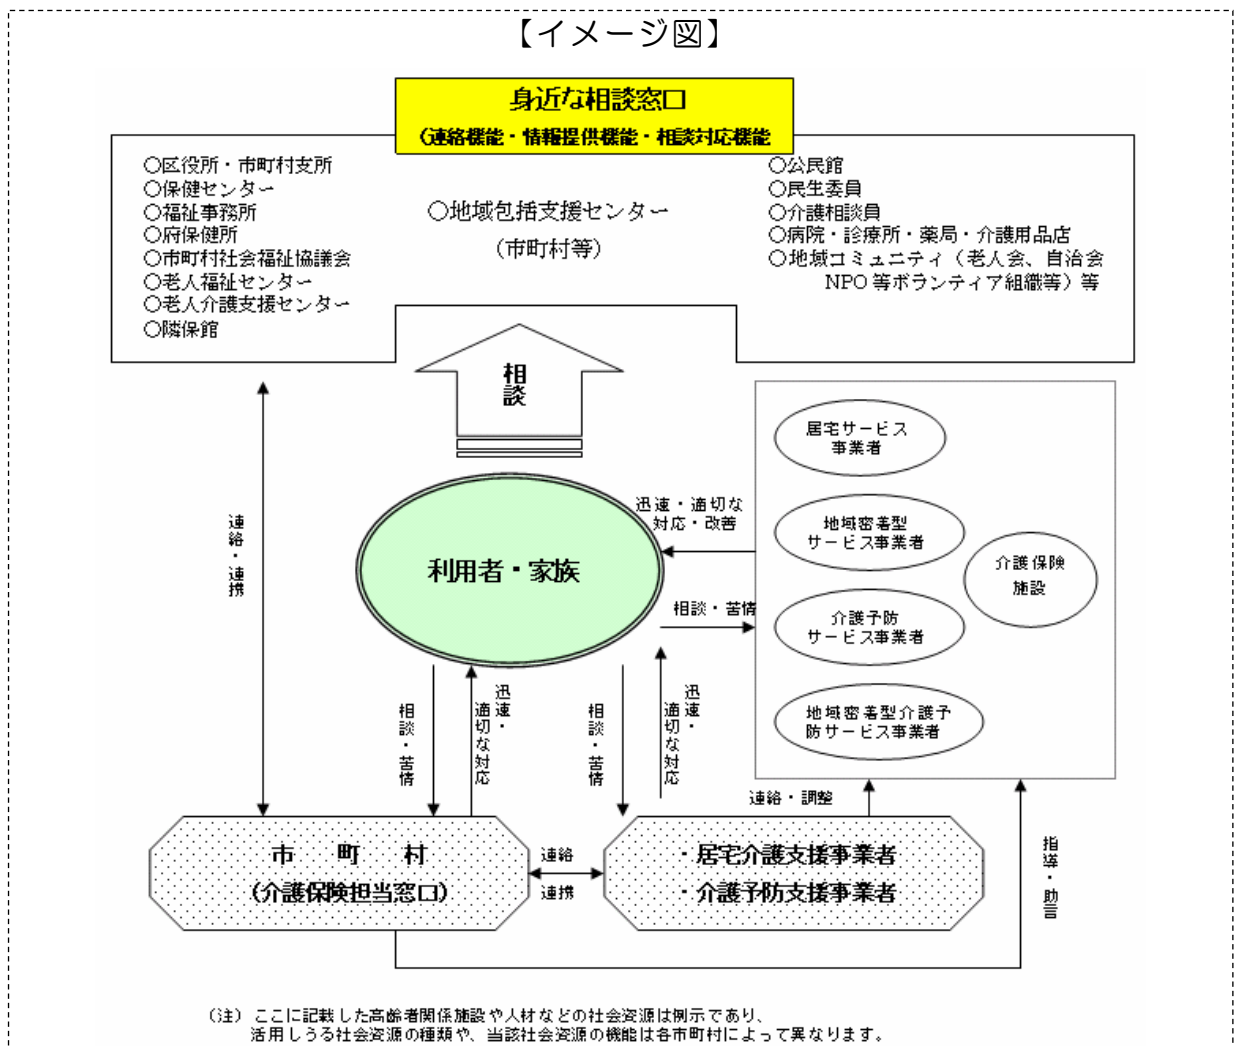 【イメージ図】
身近な相談窓口
(連絡機能・情報提供機能・相談対応機能
○区役所・市町村支所
○保健センター
○福祉事務所
○府保健所
○市町村社会福祉協議会
○老人福祉センター
○老人介護支援センター
○隣保館
○地域包括支援センター
(市町村等)
○公民館
○民生委員
○介護相談員
○病院・診療所・薬局・介護用品店
○地域コミュニティ(老人会、自治会
NPO等ボランティア組織等)等
相談
連絡・連携
利用者・家族
迅速・適切な
対応・改善
相談・苦情
居宅サービス
事業者
地域密着型
サービス事業者
介護保険
施設
介護予防
サービス事業者
地域密着型介護予
防サービス事業者
相談・苦情
迅速・
適切な対応
相談・苦情
迅速・
適切な対応
連絡・調整
市 町 村
(介護保険担当窓口)
連絡
連携
・居宅介護支援事業者
・介護予防支援事業者
指導・助言
(注) ここに記載した高齢者関係施設や人材などの社会資源は例示であり、
活用しうる社会資源の種類や、当該社会資源の機能は各市町村によって異なります。